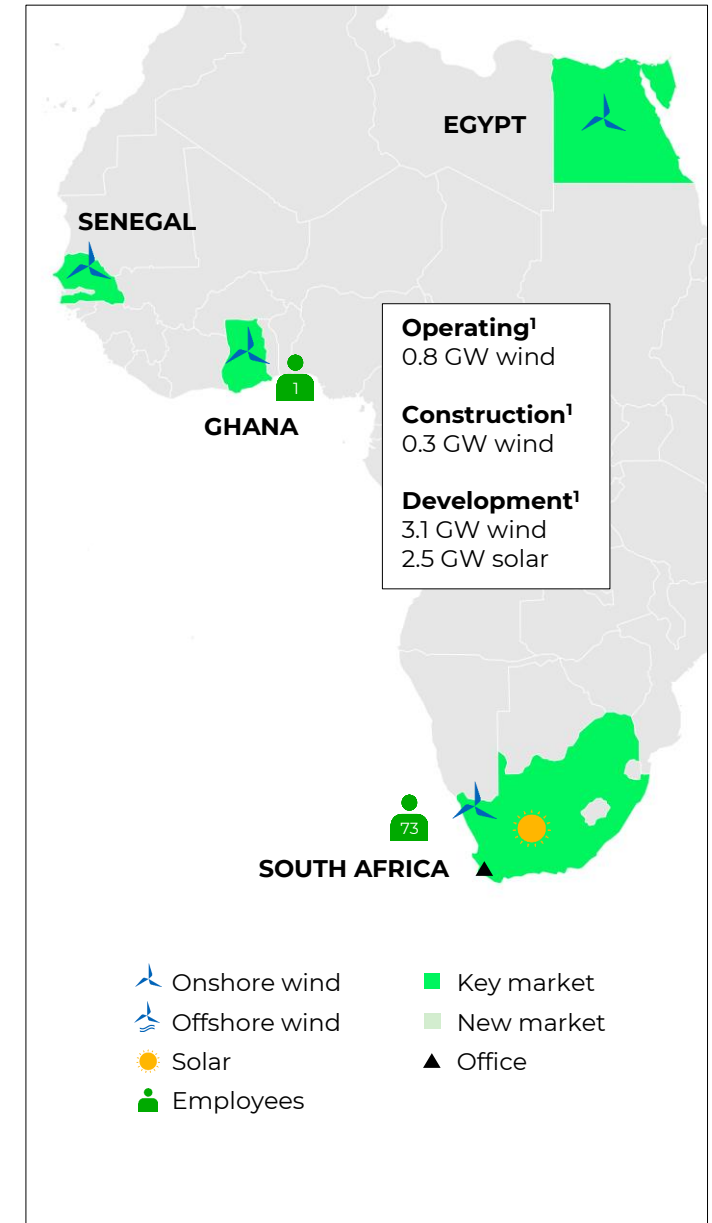 EGYPT
SENEGAL
Operating¹
0.8 GW wind
Construction¹
0.3 GW wind
Development¹
3.1 GW wind
2.5 GW solar
1
GHANA
73
SOUTH AFRICA
Onshore wind
Offshore wind
Solar
Employees
Key market
New market
Office